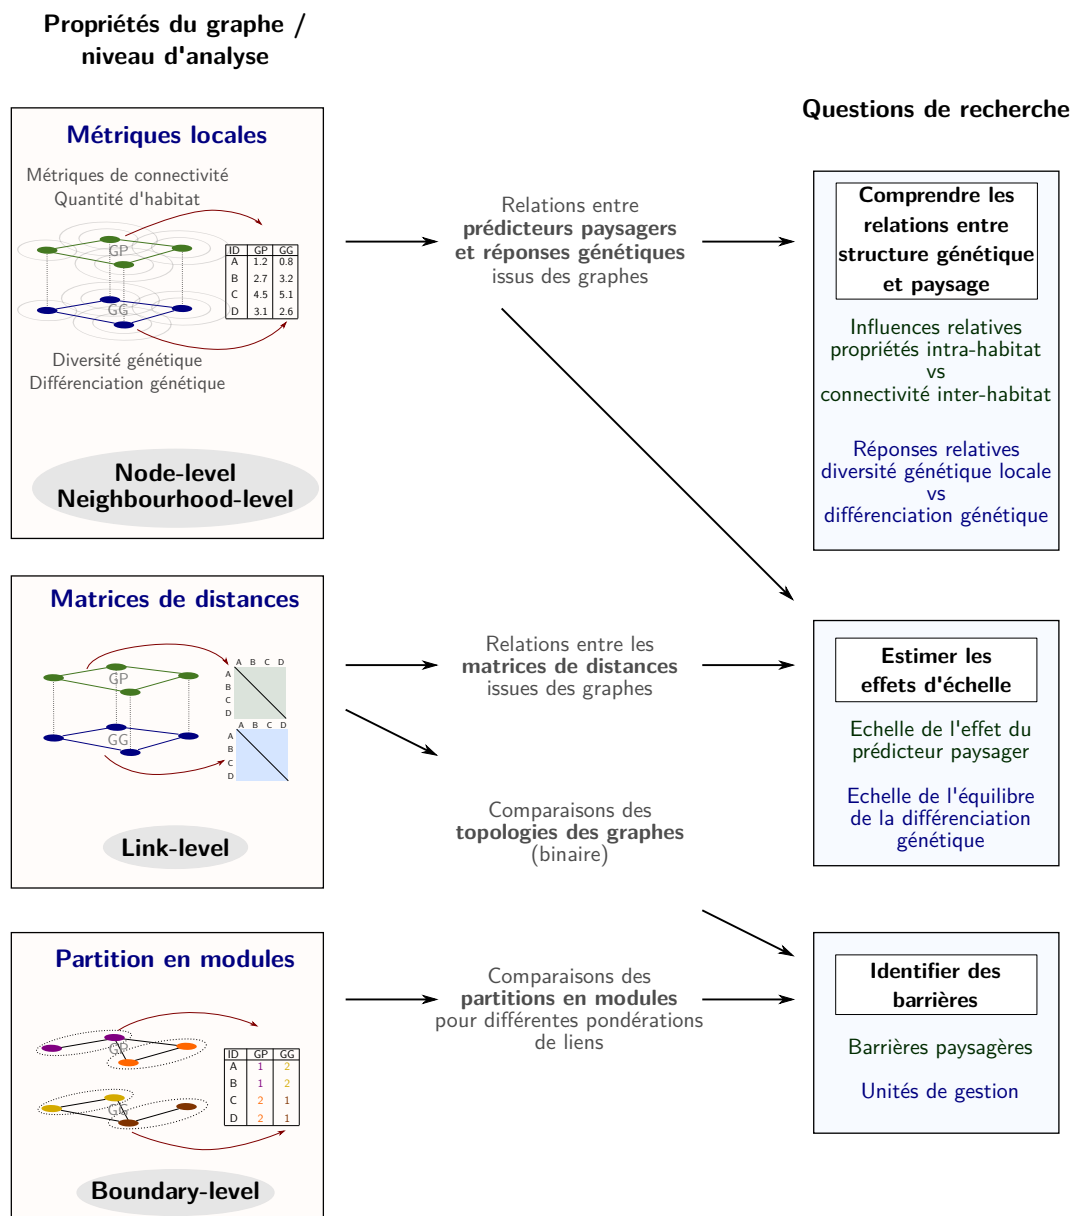 Propriétés du graphe /
niveau d'analyse
Métriques locales
Métriques de connectivité
Quantité d'habitat
GP
GG
ID GP GG
A 1.2 0.8
B 2.7 3.2
C 4.5 5.1
D 3.1 2.6
Diversité génétique
Différenciation génétique
Node-level
Neighbourhood-level
Relations entre
prédicteurs paysagers
et réponses génétiques
issus des graphes
Questions de recherche
Comprendre les
relations entre
structure génétique
et paysage
Influences relatives
propriétés intra-habitat
vs
connectivité inter-habitat
Réponses relatives
diversité génétique locale
vs
différenciation génétique
Matrices de distances
GP
GG
A B C D
A
B
C
D
A B C D
A
B
C
D
Link-level
Relations entre les
matrices de distances
issues des graphes
Comparaisons des
topologies des graphes
(binaire)
Estimer les
effets d'échelle
Echelle de l'effet du
prédicteur paysager
Echelle de l'équilibre
de la différenciation
génétique
Partition en modules
GP
GG
ID GP GG
A 1 2
B 1 2
C 2 1
D 2 1
Boundary-level
Comparaisons des
partitions en modules
pour différentes pondérations
de liens
Identifier des
barrières
Barrières paysagères
Unités de gestion